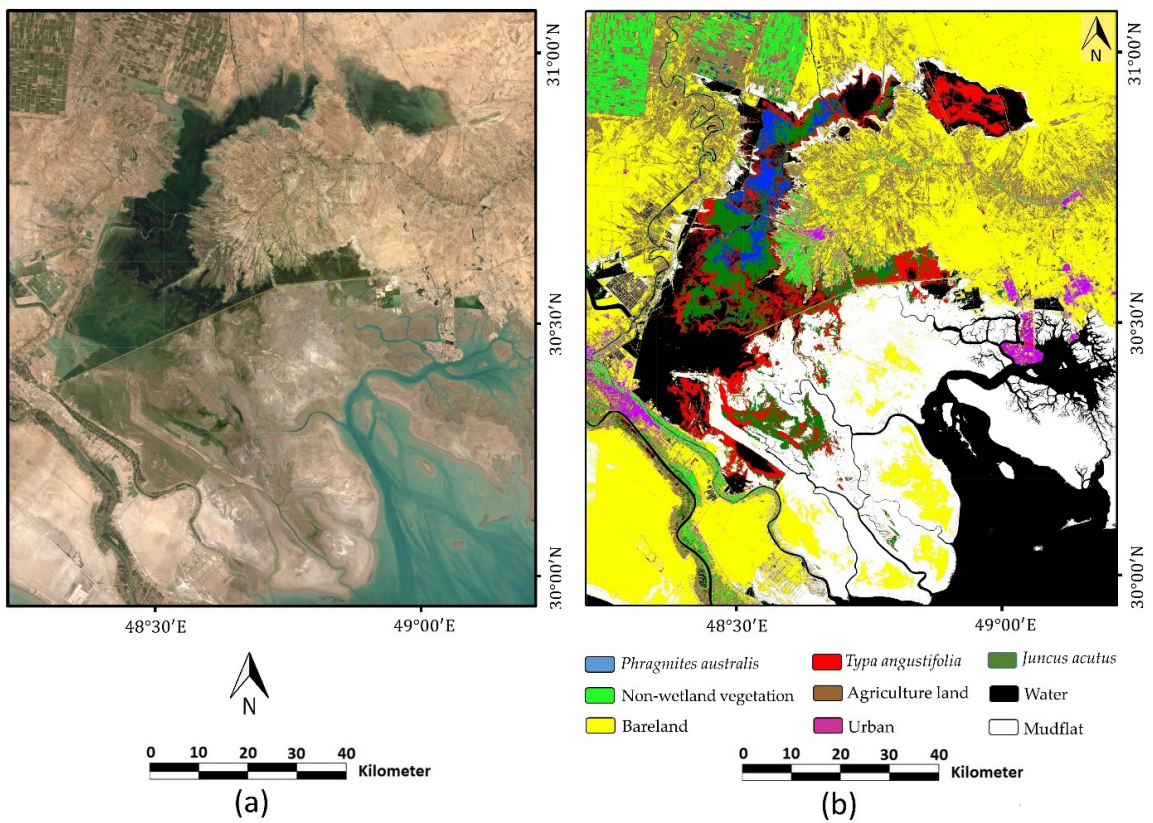 N
31°00′N
31°00′N
30°30′N
30°30′N
30°00′N
30°00′N
48°30′E
49°00′E
48°30′E
49°00′E
N
Phragmites australis
Typa angustifolia
Juncus acutus
Non-wetland vegetation
Agriculture land
Water
Bareland
Urban
Mudflat
0 10 20 30 40
Kilometer
0 10 20 30 40
Kilometer
(a)
(b)